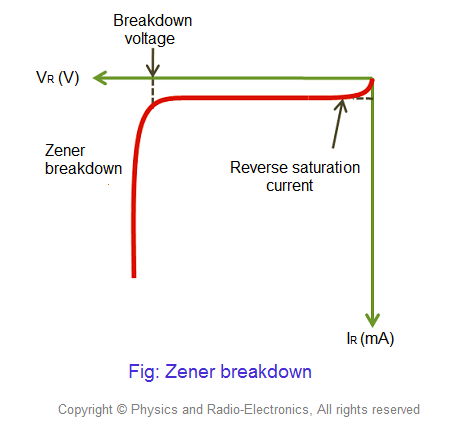 Breakdown
voltage
VR (V)
Zener
breakdown
Reverse saturation
current
IR (mA)
Fig: Zener breakdown
Copyright © Physics and Radio-Electronics, All rights reserved